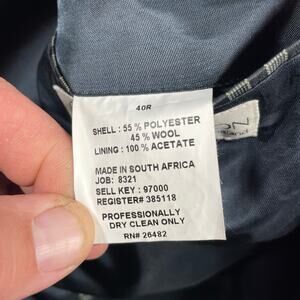 40R
SHELL : 55 % POLYESTER
45 % WOOL
LINING : 100 % ACETATE
MADE IN SOUTH AFRICA
JOB: 8321
SELL KEY : 97000
REGISTER# 385118
PROFESSIONALLY
DRY CLEAN ONLY
RN# 26482